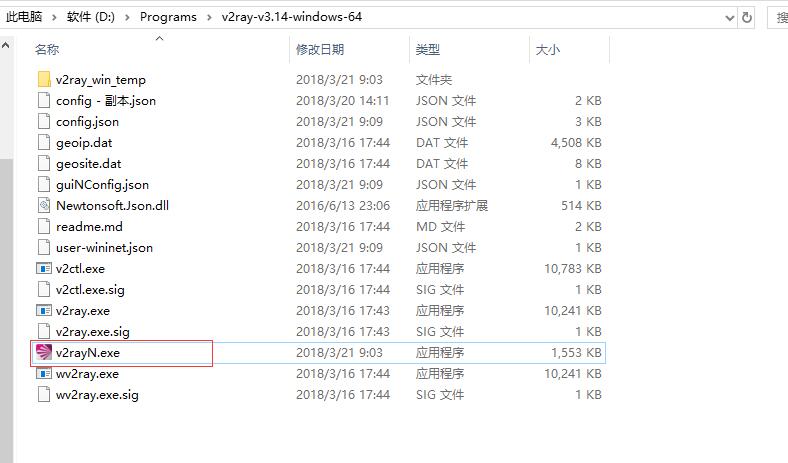 此电脑 › 软件 (D:) › Programs › v2ray-v3.14-windows-64
名称 修改日期 类型 大小
v2ray_win_temp 2018/3/21 9:03 文件夹
config - 副本.json 2018/3/20 14:11 JSON 文件 2 KB
config.json 2018/3/21 9:09 JSON 文件 3 KB
geoip.dat 2018/3/16 17:44 DAT 文件 4,508 KB
geosite.dat 2018/3/16 17:44 DAT 文件 8 KB
guiNConfig.json 2018/3/21 9:09 JSON 文件 1 KB
Newtonsoft.Json.dll 2016/6/13 23:06 应用程序扩展 514 KB
readme.md 2018/3/16 17:44 MD 文件 2 KB
user-wininet.json 2018/3/21 9:09 JSON 文件 1 KB
v2ctl.exe 2018/3/16 17:44 应用程序 10,783 KB
v2ctl.exe.sig 2018/3/16 17:44 SIG 文件 1 KB
v2ray.exe 2018/3/16 17:43 应用程序 10,241 KB
v2ray.exe.sig 2018/3/16 17:43 SIG 文件 1 KB
v2rayN.exe 2018/3/21 9:03 应用程序 1,553 KB
wv2ray.exe 2018/3/16 17:44 应用程序 10,241 KB
wv2ray.exe.sig 2018/3/16 17:44 SIG 文件 1 KB